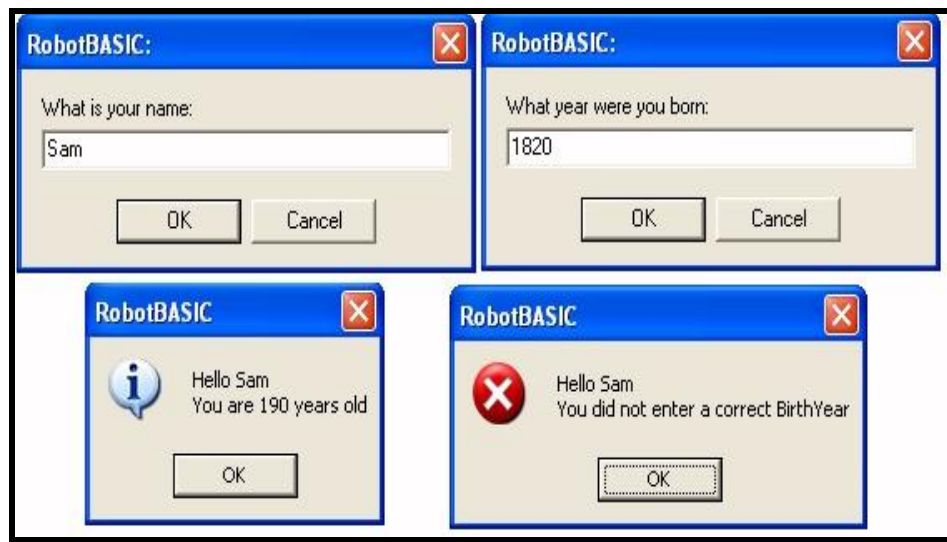 RobotBASIC:
What is your name:
Sam
OK
Cancel
RobotBASIC:
What year were you born:
1820
OK
Cancel
RobotBASIC
Hello Sam
You are 190 years old
OK
RobotBASIC
Hello Sam
You did not enter a correct BirthYear
OK